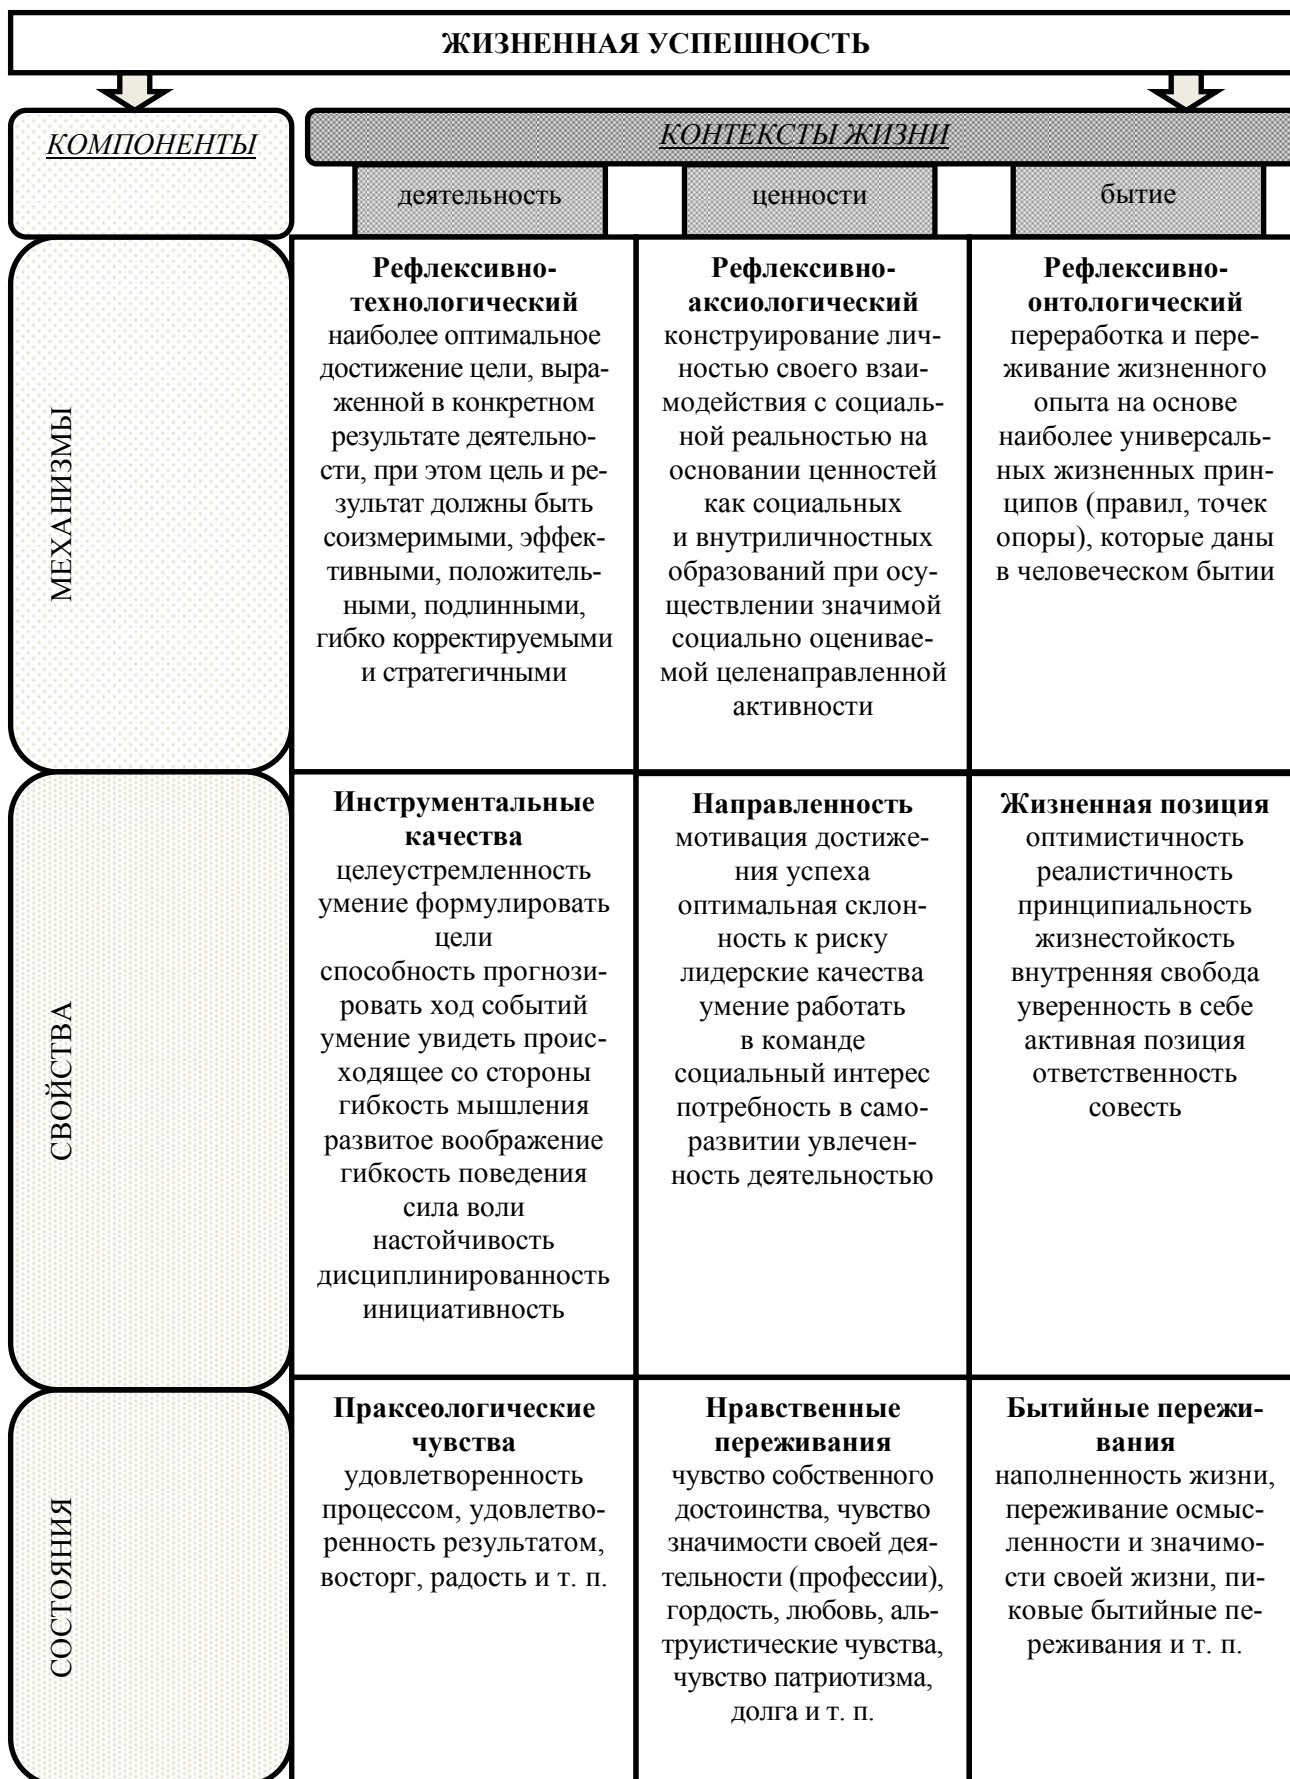 ЖИЗНЕННАЯ УСПЕШНОСТЬ
КОМПОНЕНТЫ
КОНТЕКСТЫ ЖИЗНИ
деятельность
ценности
бытие
МЕХАНИЗМЫ
Рефлексивно-
технологический
наиболее оптимальное
достижение цели, выра-
женной в конкретном
результате деятельно-
сти, при этом цель и ре-
зультат должны быть
соизмеримыми, эффек-
тивными, положитель-
ными, подлинными,
гибко корректируемыми
и стратегичными
Рефлексивно-
аксиологический
конструирование лич-
ностью своего взаи-
модействия с социаль-
ной реальностью на
основании ценностей
как социальных
и внутриличностных
образований при осу-
ществлении значимой
социально оценивае-
мой целенаправленной
активности
Рефлексивно-
онтологический
переработка и пере-
живание жизненного
опыта на основе
наиболее универсаль-
ных жизненных прин-
ципов (правил, точек
опоры), которые даны
в человеческом бытии
СВОЙСТВА
Инструментальные
качества
целеустремленность
умение формулировать
цели
способность прогнози-
ровать ход событий
умение увидеть проис-
ходящее со стороны
гибкость мышления
развитое воображение
гибкость поведения
сила воли
настойчивость
дисциплинированность
инициативность
Направленность
мотивация достиже-
ния успеха
оптимальная склон-
ность к риску
лидерские качества
умение работать
в команде
социальный интерес
потребность в само-
развитии увлечен-
ность деятельностью
Жизненная позиция
оптимистичность
реалистичность
принципиальность
жизнестойкость
внутренняя свобода
уверенность в себе
активная позиция
ответственность
совесть
СОСТОЯНИЯ
Праксеологические
чувства
удовлетворенность
процессом, удовлетво-
ренность результатом,
восторг, радость и т. п.
Нравственные
переживания
чувство собственного
достоинства, чувство
значимости своей дея-
тельности (профессии),
гордость, любовь, аль-
труистические чувства,
чувство патриотизма,
долга и т. п.
Бытийные пережи-
вания
наполненность жизни,
переживание осмыс-
ленности и значимо-
сти своей жизни, пи-
ковые бытийные пе-
реживания и т. п.